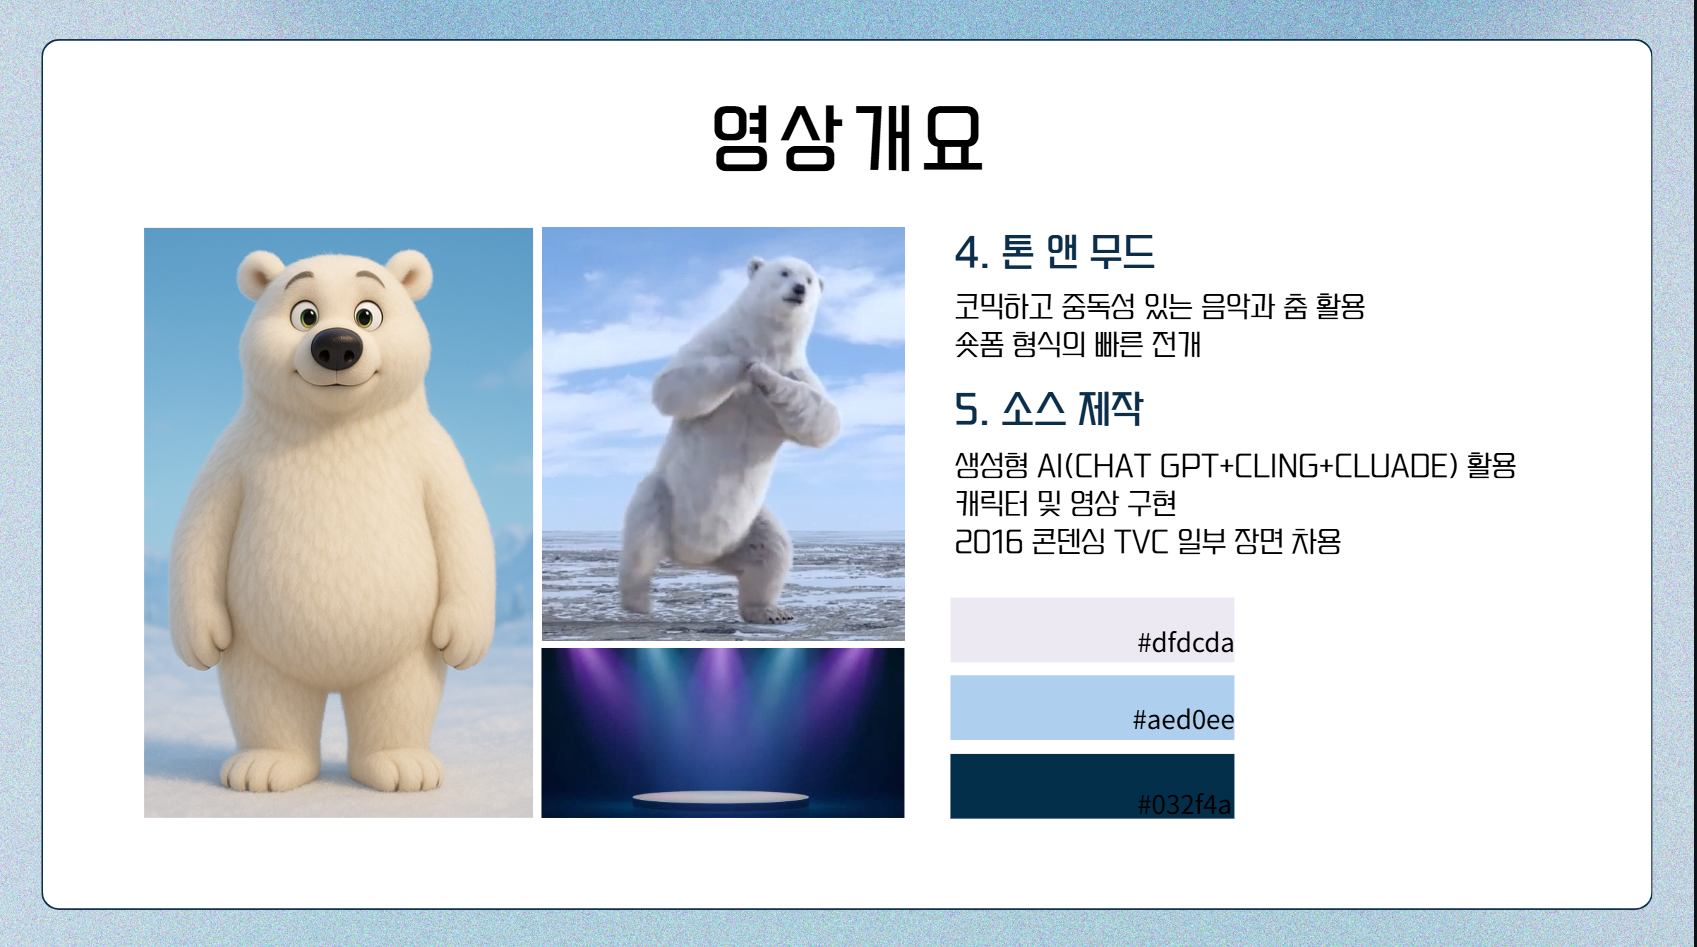 영상개요
4. 톤 앤 무드
코믹하고 중독성 있는 음악과 춤 활용
숏폼 형식의 빠른 전개
5. 소스 제작
생성형 AI(CHAT GPT+CLING+CLUADE) 활용
캐릭터 및 영상 구현
2016 콘덴싱 TVC 일부 장면 차용
#dfdcda
#aed0ee
#032f4a